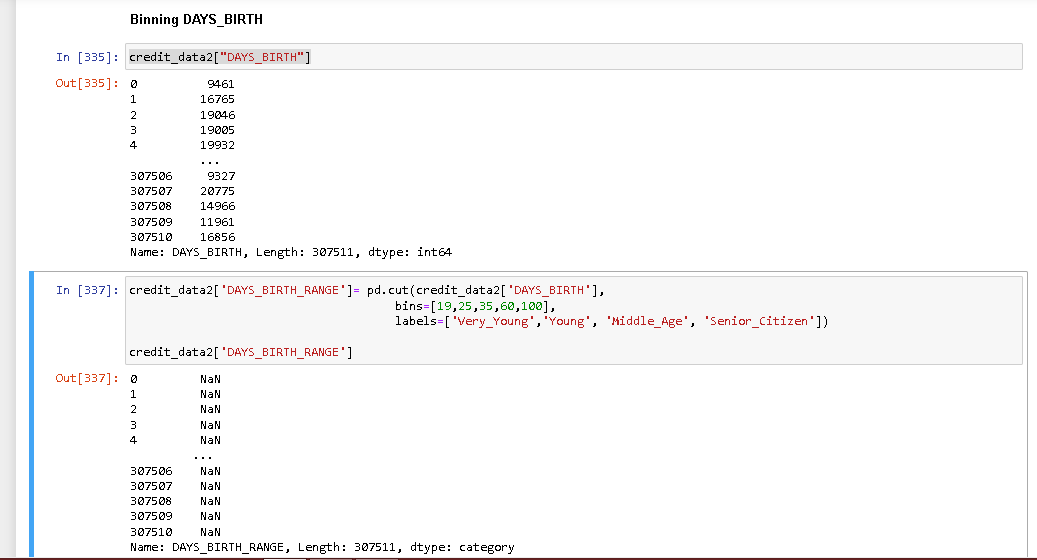 Binning DAYS_BIRTH
In [335]: credit_data2["DAYS_BIRTH"]
Out[335]: 0 9461
1 16765
2 19046
3 19005
4 19932
...
307506 9327
307507 20775
307508 14966
307509 11961
307510 16856
Name: DAYS_BIRTH, Length: 307511, dtype: int64
In [337]: credit_data2['DAYS_BIRTH_RANGE']= pd.cut(credit_data2['DAYS_BIRTH'],
bins=[19,25,35,60,100],
labels=['Very_Young','Young', 'Middle_Age', 'Senior_Citizen'])
credit_data2['DAYS_BIRTH_RANGE']
Out[337]: 0 NaN
1 NaN
2 NaN
3 NaN
4 NaN
...
307506 NaN
307507 NaN
307508 NaN
307509 NaN
307510 NaN
Name: DAYS_BIRTH_RANGE, Length: 307511, dtype: category